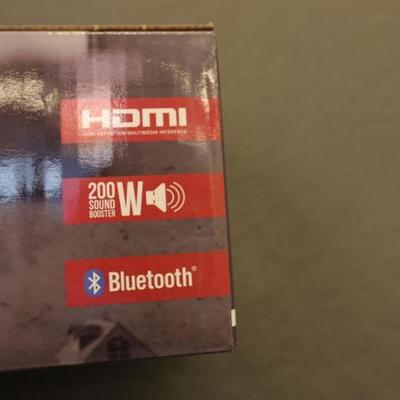 HDMI
HIGH-DEFINITION MULTIMEDIA INTERFACE
200 W
SOUND
BOOSTER
Bluetooth®